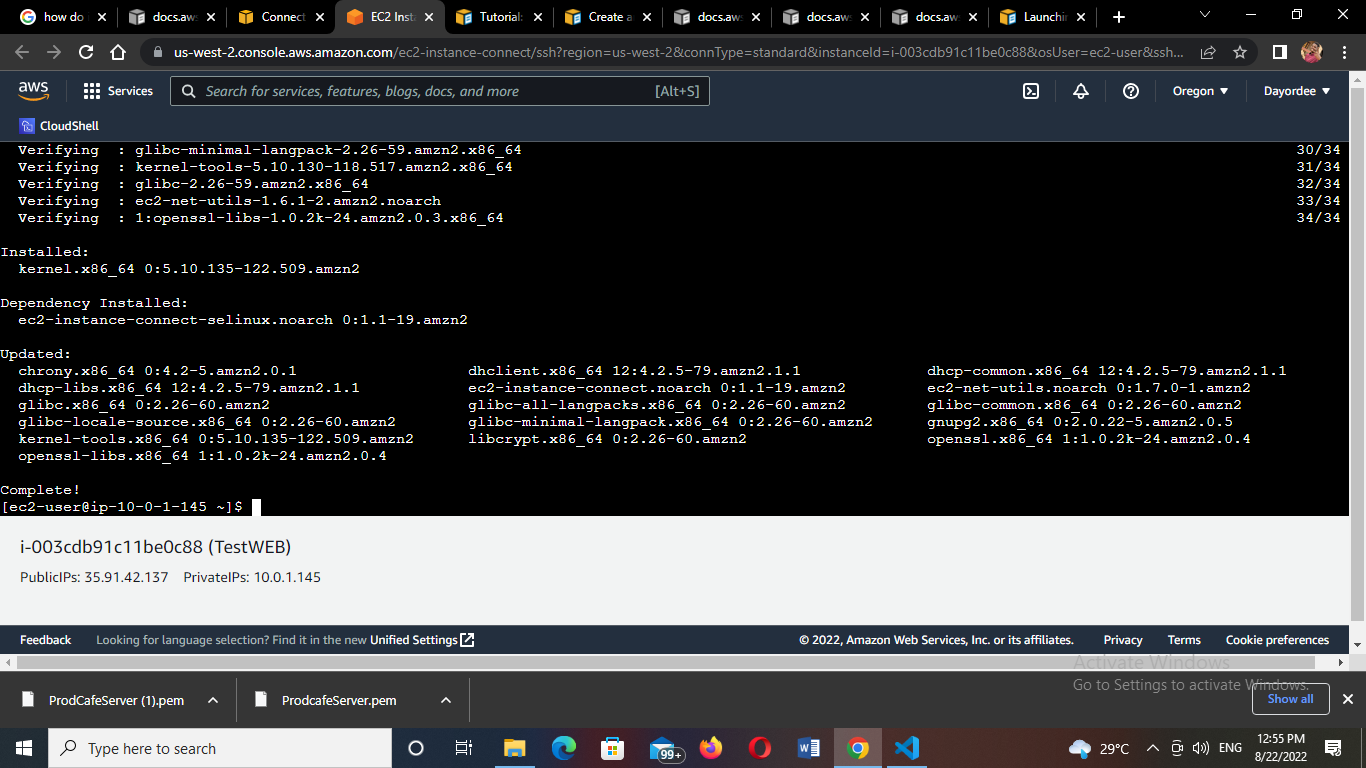 how do i
docs.aws
Connect
EC2 Inst
Tutorial:
Create a
docs.aws
docs.aws
docs.aws
Launchin
us-west-2.console.aws.amazon.com/ec2-instance-connect/ssh?region=us-west-2&connType=standard&instanceId=i-003cdb91c11be0c88&osUser=ec2-user&ssh...
aws Services Search for services, features, blogs, docs, and more [Alt+S] Oregon Dayordee
CloudShell
Verifying : glibc-minimal-langpack-2.26-59.amzn2.x86_64 30/34
Verifying : kernel-tools-5.10.130-118.517.amzn2.x86_64 31/34
Verifying : glibc-2.26-59.amzn2.x86_64 32/34
Verifying : ec2-net-utils-1.6.1-2.amzn2.noarch 33/34
Verifying : 1:openssl-libs-1.0.2k-24.amzn2.0.3.x86_64 34/34
Installed:
kernel.x86_64 0:5.10.135-122.509.amzn2
Dependency Installed:
ec2-instance-connect-selinux.noarch 0:1.1-19.amzn2
Updated:
chrony.x86_64 0:4.2-5.amzn2.0.1 dhclient.x86_64 12:4.2.5-79.amzn2.1.1 dhcp-common.x86_64 12:4.2.5-79.amzn2.1.1
dhcp-libs.x86_64 12:4.2.5-79.amzn2.1.1 ec2-instance-connect.noarch 0:1.1-19.amzn2 ec2-net-utils.noarch 0:1.7.0-1.amzn2
glibc.x86_64 0:2.26-60.amzn2 glibc-all-langpacks.x86_64 0:2.26-60.amzn2 glibc-common.x86_64 0:2.26-60.amzn2
glibc-locale-source.x86_64 0:2.26-60.amzn2 glibc-minimal-langpack.x86_64 0:2.26-60.amzn2 gnupg2.x86_64 0:2.0.22-5.amzn2.0.5
kernel-tools.x86_64 0:5.10.135-122.509.amzn2 libcrypt.x86_64 0:2.26-60.amzn2 openssl.x86_64 1:1.0.2k-24.amzn2.0.4
openssl-libs.x86_64 1:1.0.2k-24.amzn2.0.4
Complete!
[ec2-user@ip-10-0-1-145 ~]$
i-003cdb91c11be0c88 (TestWEB)
PublicIPs: 35.91.42.137 PrivateIPs: 10.0.1.145
Feedback Looking for language selection? Find it in the new Unified Settings © 2022, Amazon Web Services, Inc. or its affiliates. Privacy Terms Cookie preferences
Activate Windows
Go to Settings to activate Windows.
ProdCafeServer (1).pem ProdcafeServer.pem Show all
Type here to search 99+ 29°C ENG 12:55 PM
8/22/2022